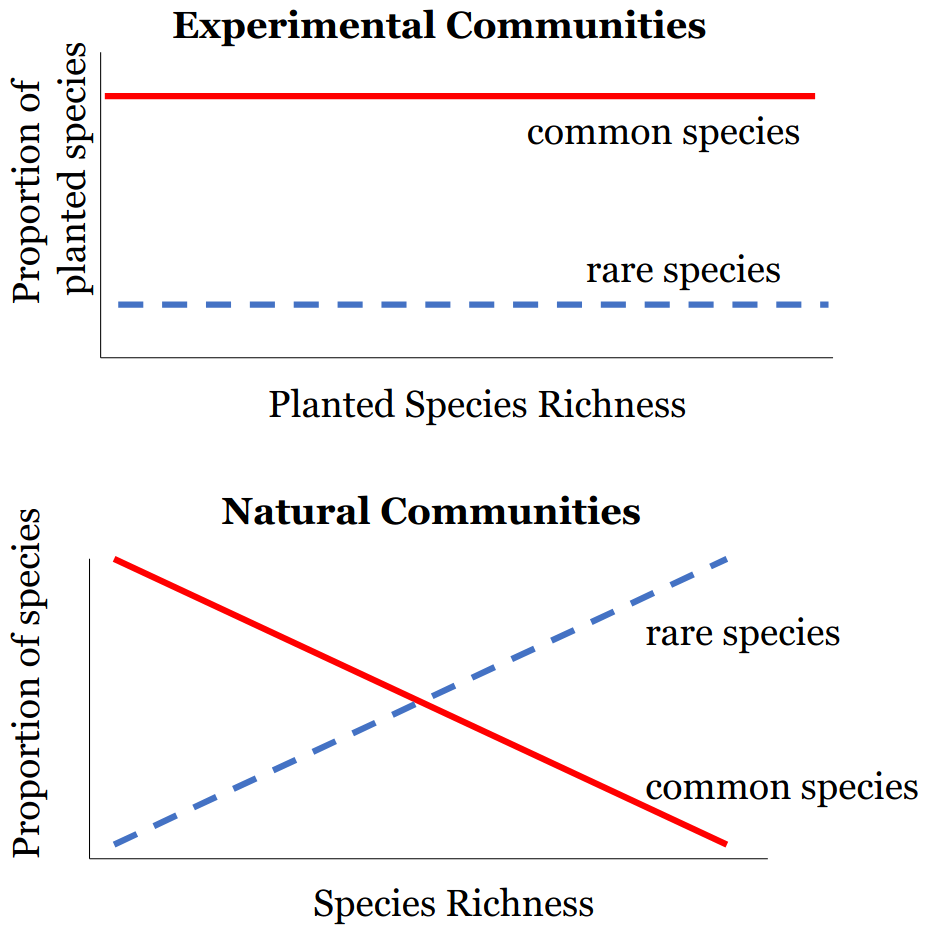 Experimental Communities
Proportion of
planted species
common species
rare species
Planted Species Richness
Natural Communities
Proportion of species
rare species
common species
Species Richness